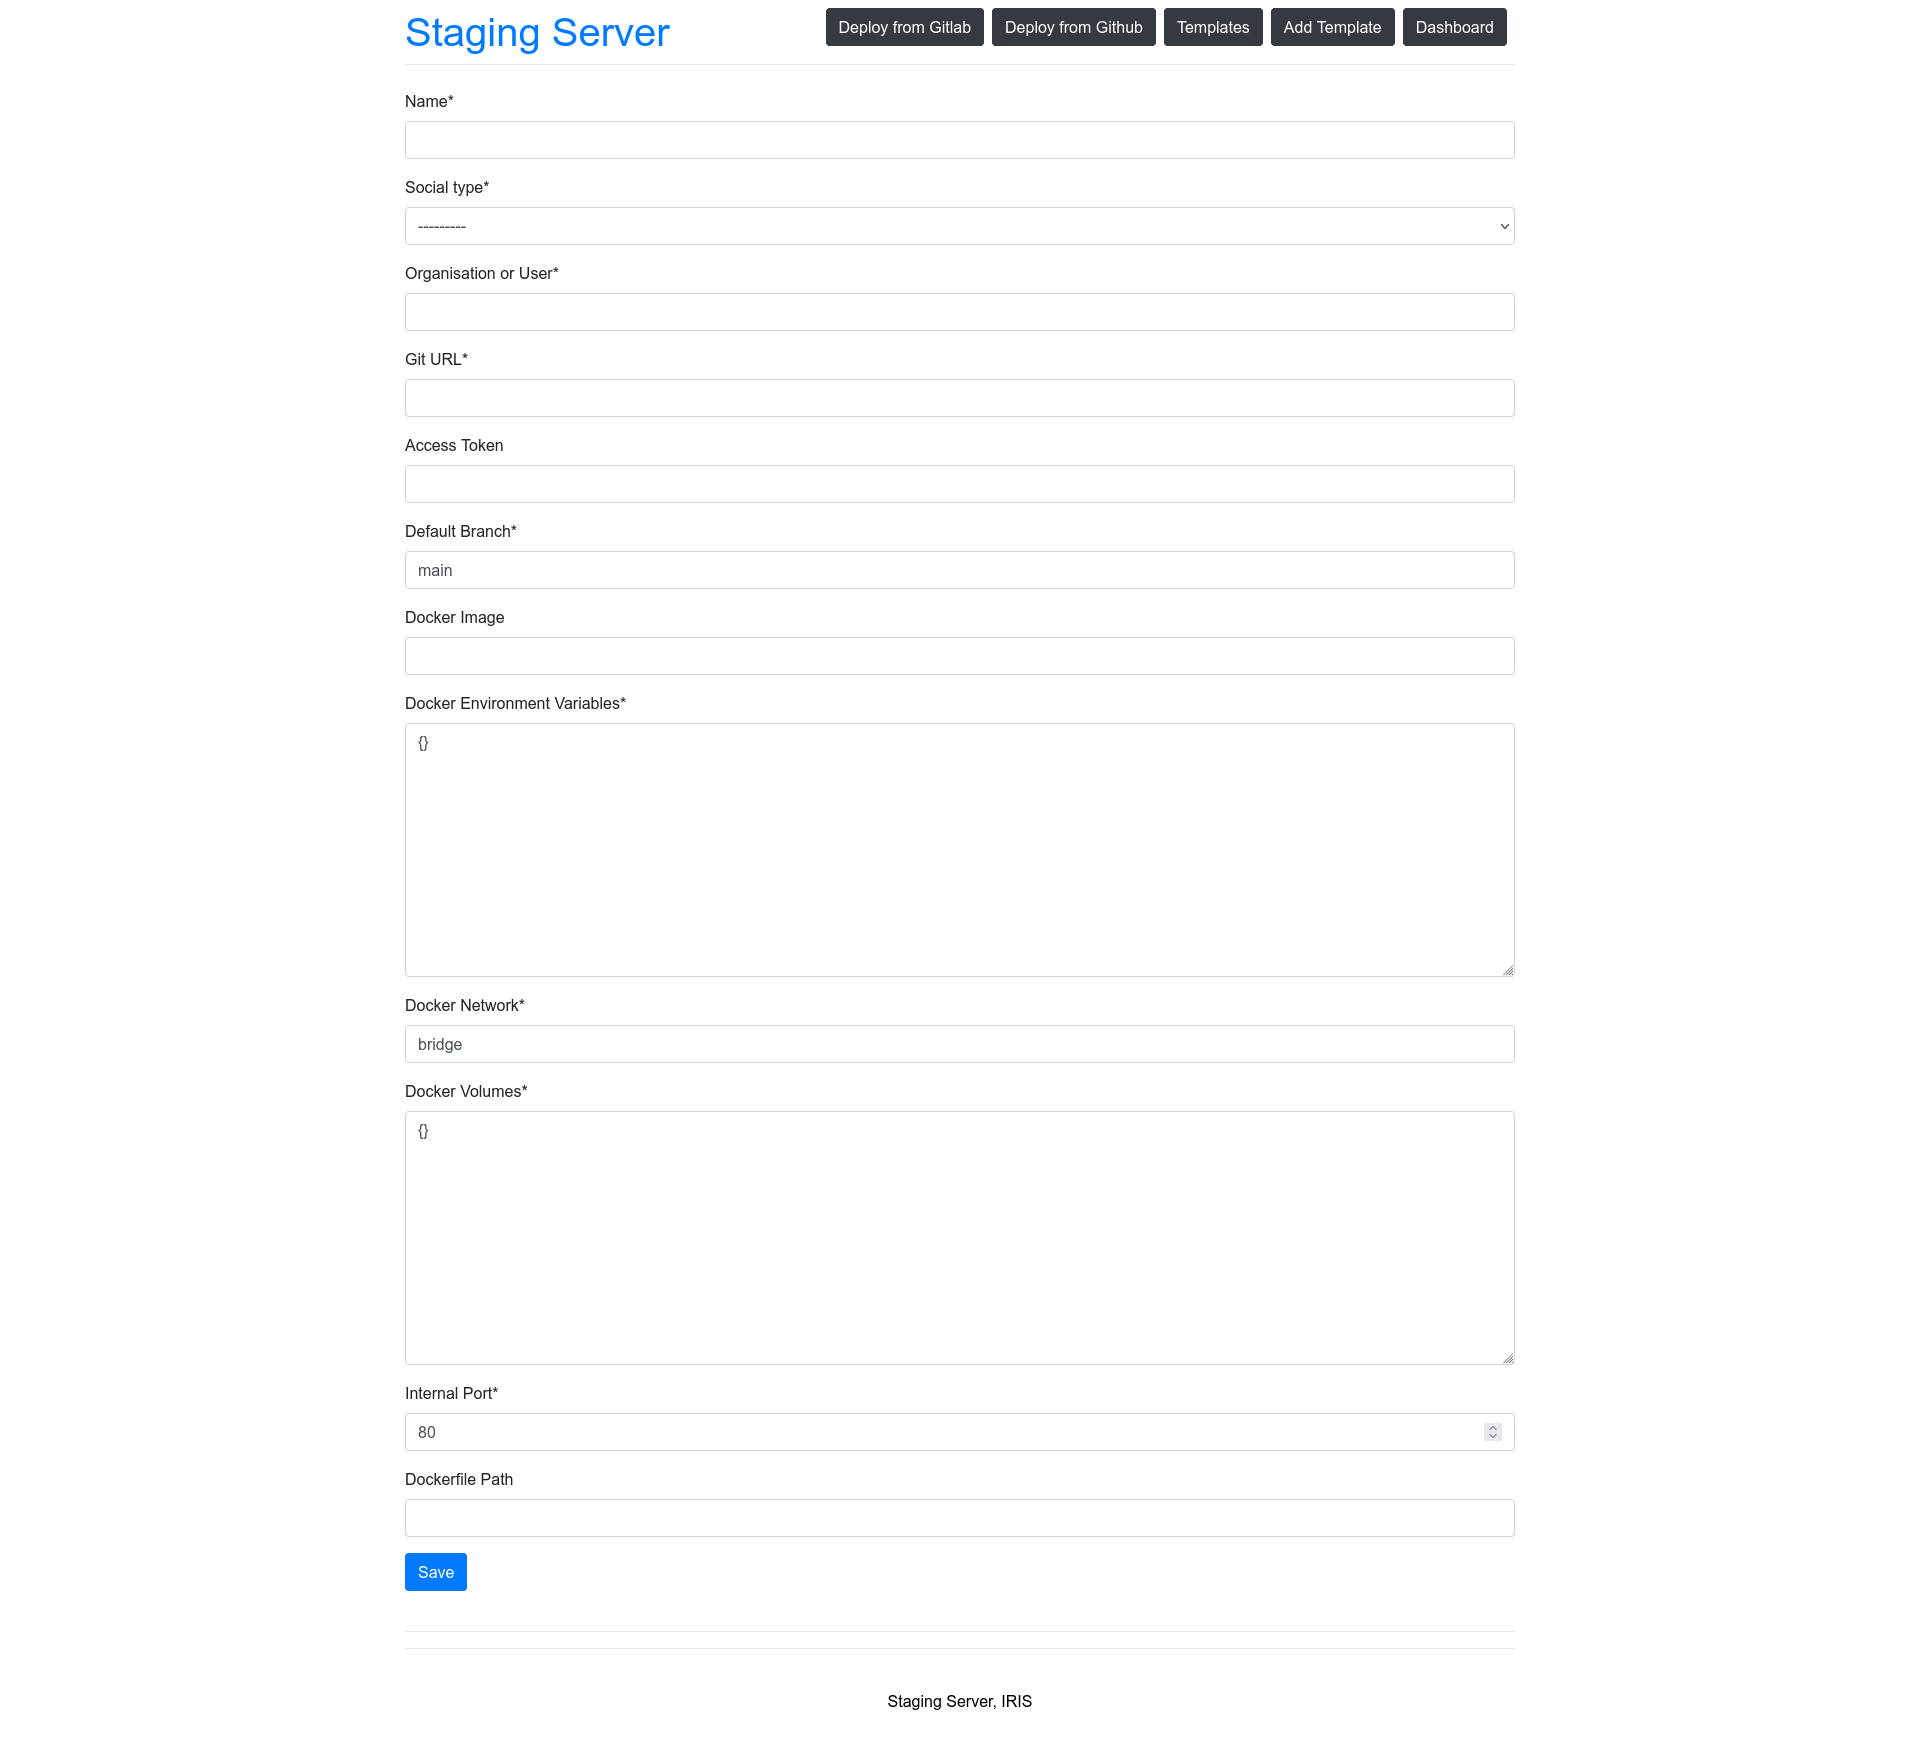 Staging Server
Deploy from Gitlab
Deploy from Github
Templates
Add Template
Dashboard
Name*
Social type*
---------
Organisation or User*
Git URL*
Access Token
Default Branch*
main
Docker Image
Docker Environment Variables*
{}
Docker Network*
bridge
Docker Volumes*
{}
Internal Port*
80
Dockerfile Path
Save
Staging Server, IRIS